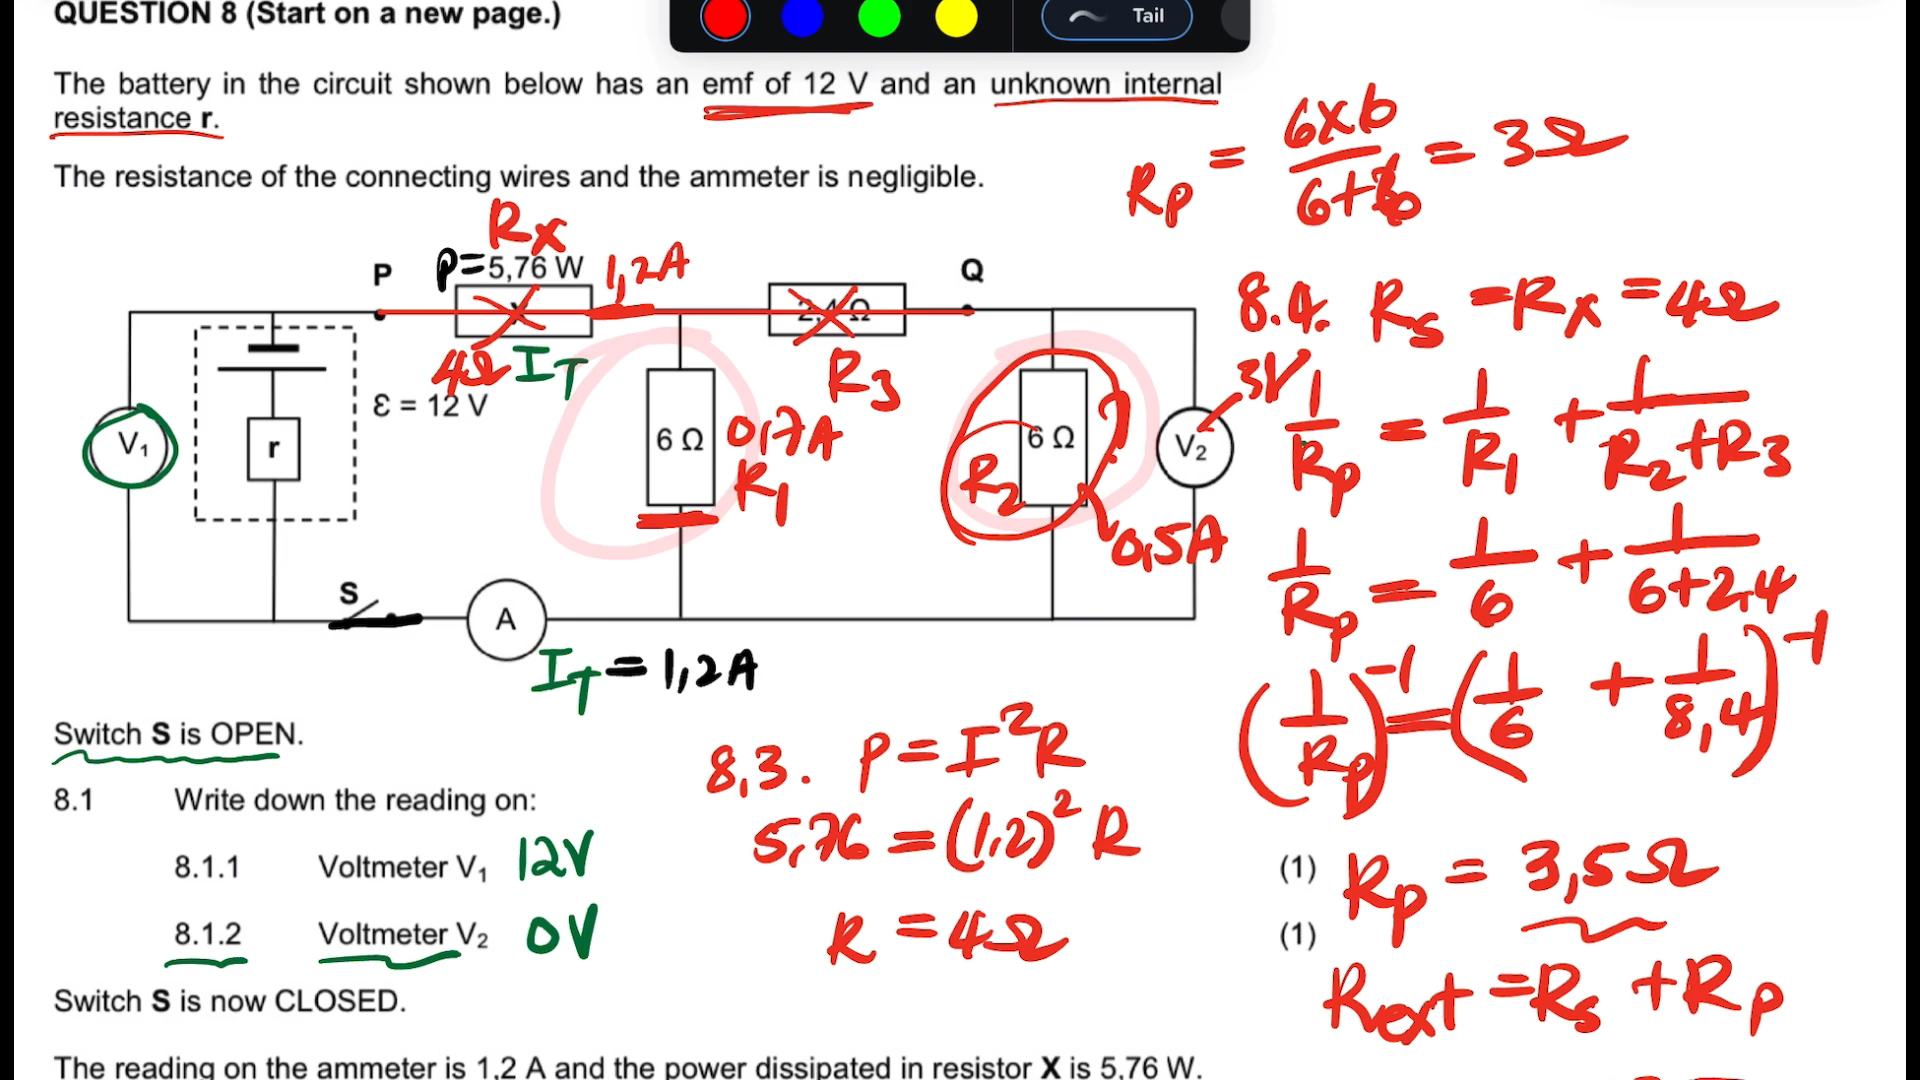 QUESTION 8 (Start on a new page.)
Tail
The battery in the circuit shown below has an emf of 12 V and an unknown internal
resistance r.
The resistance of the connecting wires and the ammeter is negligible.
Rp = 6x6 / 6+6 = 3Ω
Rx
P=5,76 W
1,2A
P
Q
X
2,4 Ω
4Ω
IT
R3
ε = 12 V
V1
r
6 Ω
0,7A
R1
6 Ω
R2
V2
3V
0,5A
S
A
IT = 1,2A
8.4. Rs = Rx = 4Ω
1/Rp = 1/R1 + 1/R2+R3
1/Rp = 1/6 + 1/6+2,4
(1/Rp)⁻¹ = (1/6 + 1/8,4)⁻¹
Rp = 3,5Ω
Rext = Rs + Rp
Switch S is OPEN.
8.1 Write down the reading on:
8.1.1 Voltmeter V1 12V (1)
8.1.2 Voltmeter V2 0V (1)
8,3. P = I²R
5,76 = (1,2)² R
R = 4Ω
Switch S is now CLOSED.
The reading on the ammeter is 1,2 A and the power dissipated in resistor X is 5,76 W.